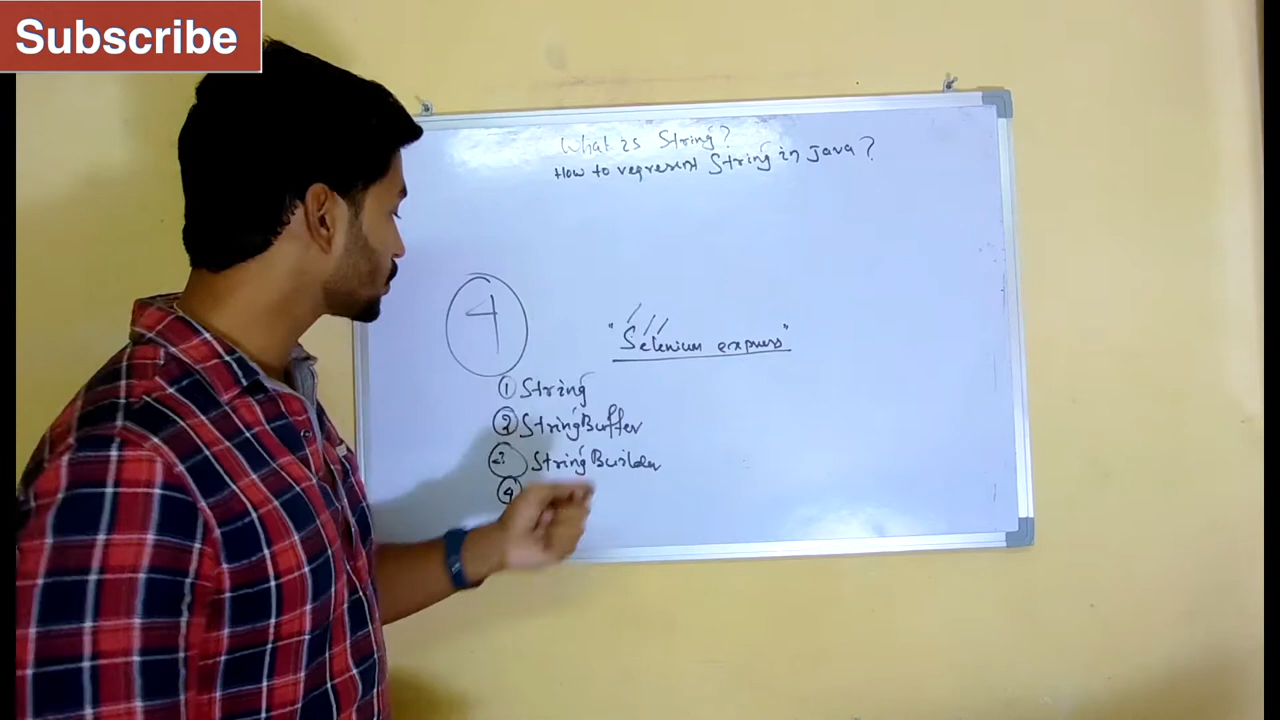 Subscribe
What is String?
How to represent String in Java?
4
"Selenium express"
① String
② StringBuffer
③ StringBuilder
④